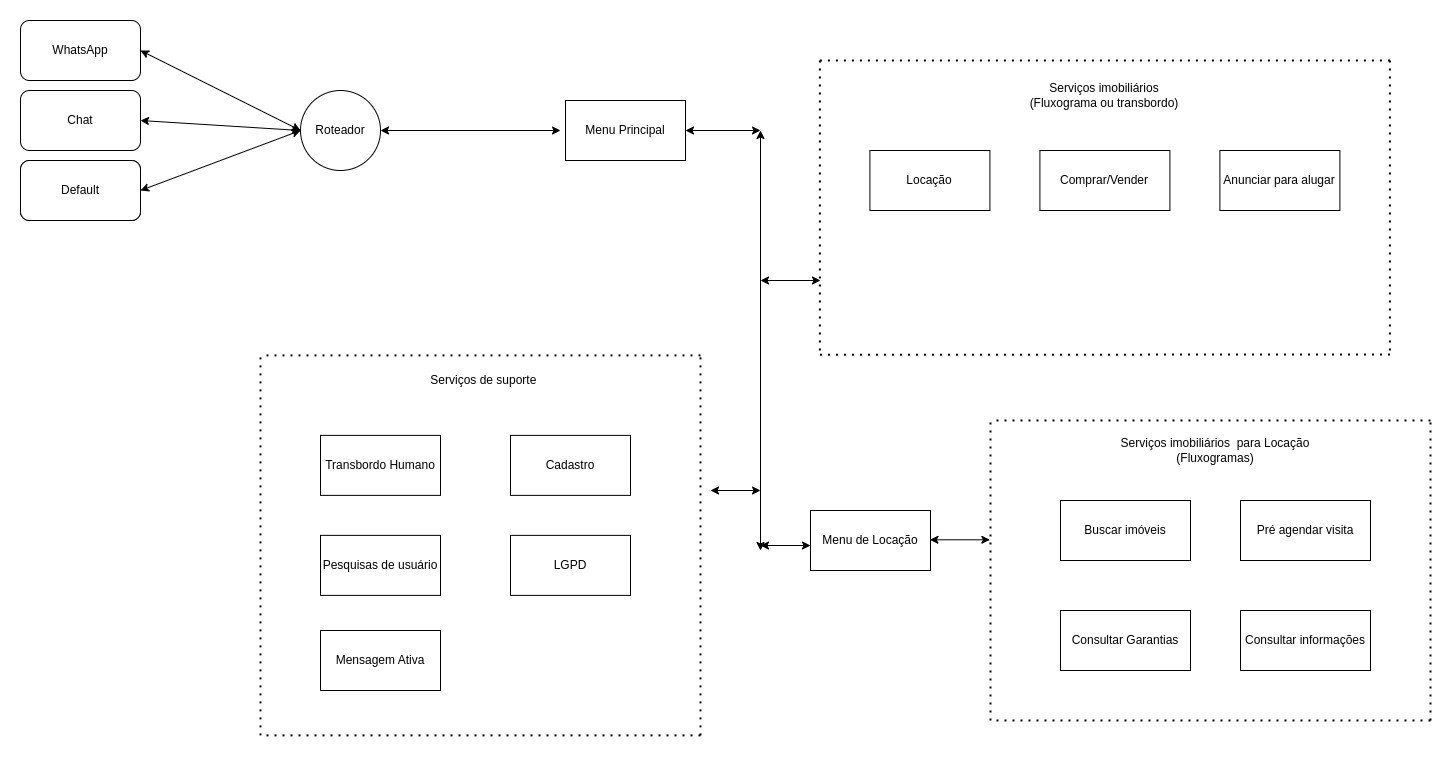 WhatsApp
Chat
Default
Roteador
Menu Principal
Serviços imobiliários
(Fluxograma ou transbordo)
Locação
Comprar/Vender
Anunciar para alugar
Serviços de suporte
Transbordo Humano
Cadastro
Pesquisas de usuário
LGPD
Mensagem Ativa
Menu de Locação
Serviços imobiliários  para Locação
(Fluxogramas)
Buscar imóveis
Pré agendar visita
Consultar Garantias
Consultar informações